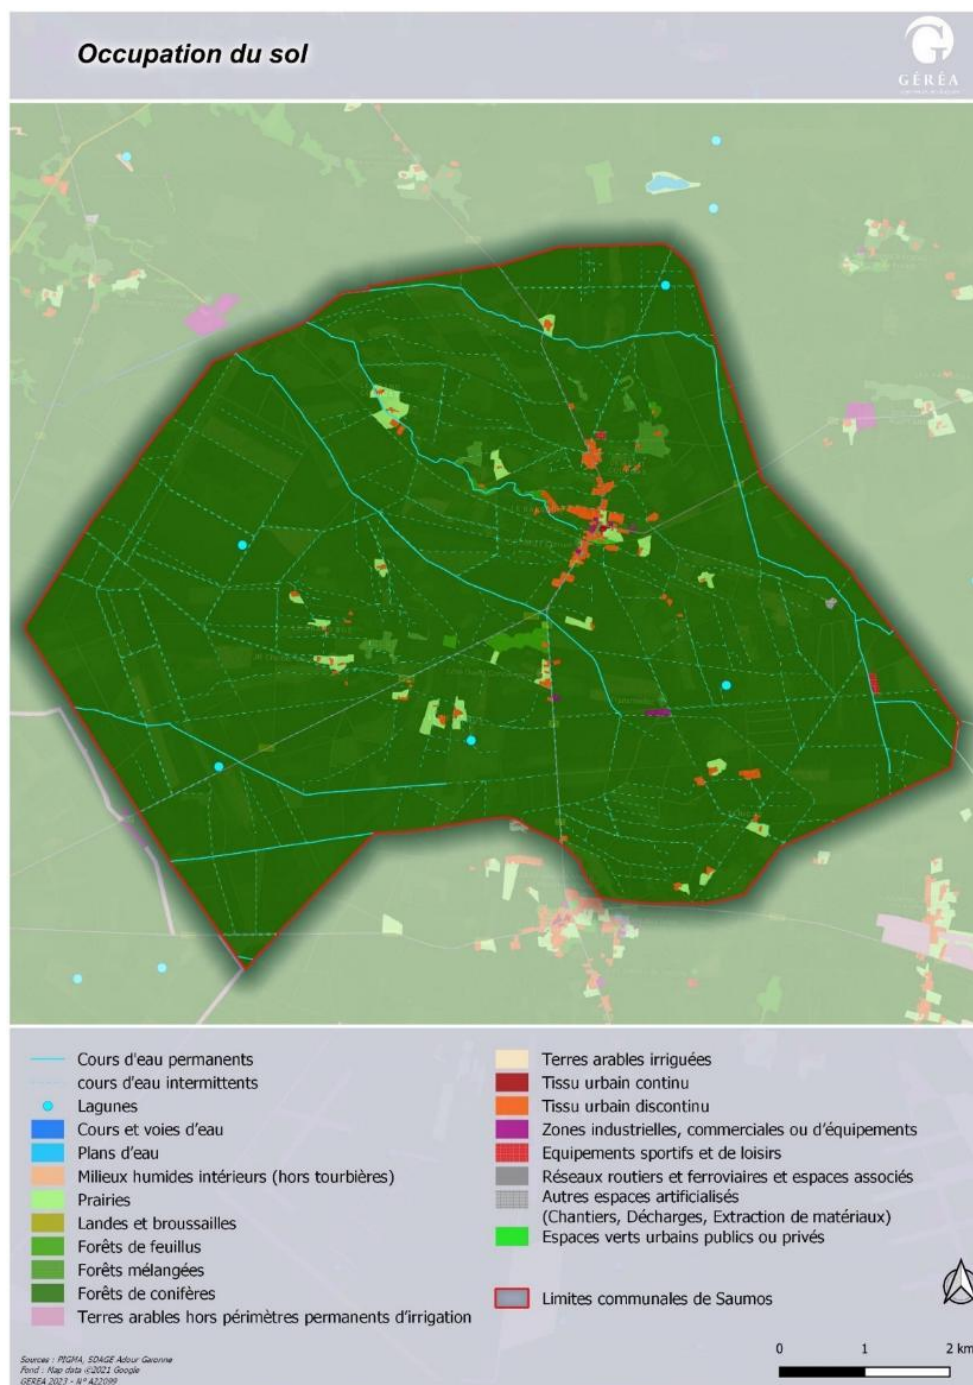 Occupation du sol
GÉRÉA
Cours d'eau permanents
cours d'eau intermittents
Lagunes
Cours et voies d'eau
Plans d'eau
Milieux humides intérieurs (hors tourbières)
Prairies
Landes et broussailles
Forêts de feuillus
Forêts mélangées
Forêts de conifères
Terres arables hors périmètres permanents d'irrigation
Terres arables irriguées
Tissu urbain continu
Tissu urbain discontinu
Zones industrielles, commerciales ou d'équipements
Equipements sportifs et de loisirs
Réseaux routiers et ferroviaires et espaces associés
Autres espaces artificialisés
(Chantiers, Décharges, Extraction de matériaux)
Espaces verts urbains publics ou privés
Limites communales de Saumos
0 1 2 km
Sources : PIGMA, SDAGE Adour Garonne
Fond : Map data ©2021 Google
GEREA 2023 - N° A22099